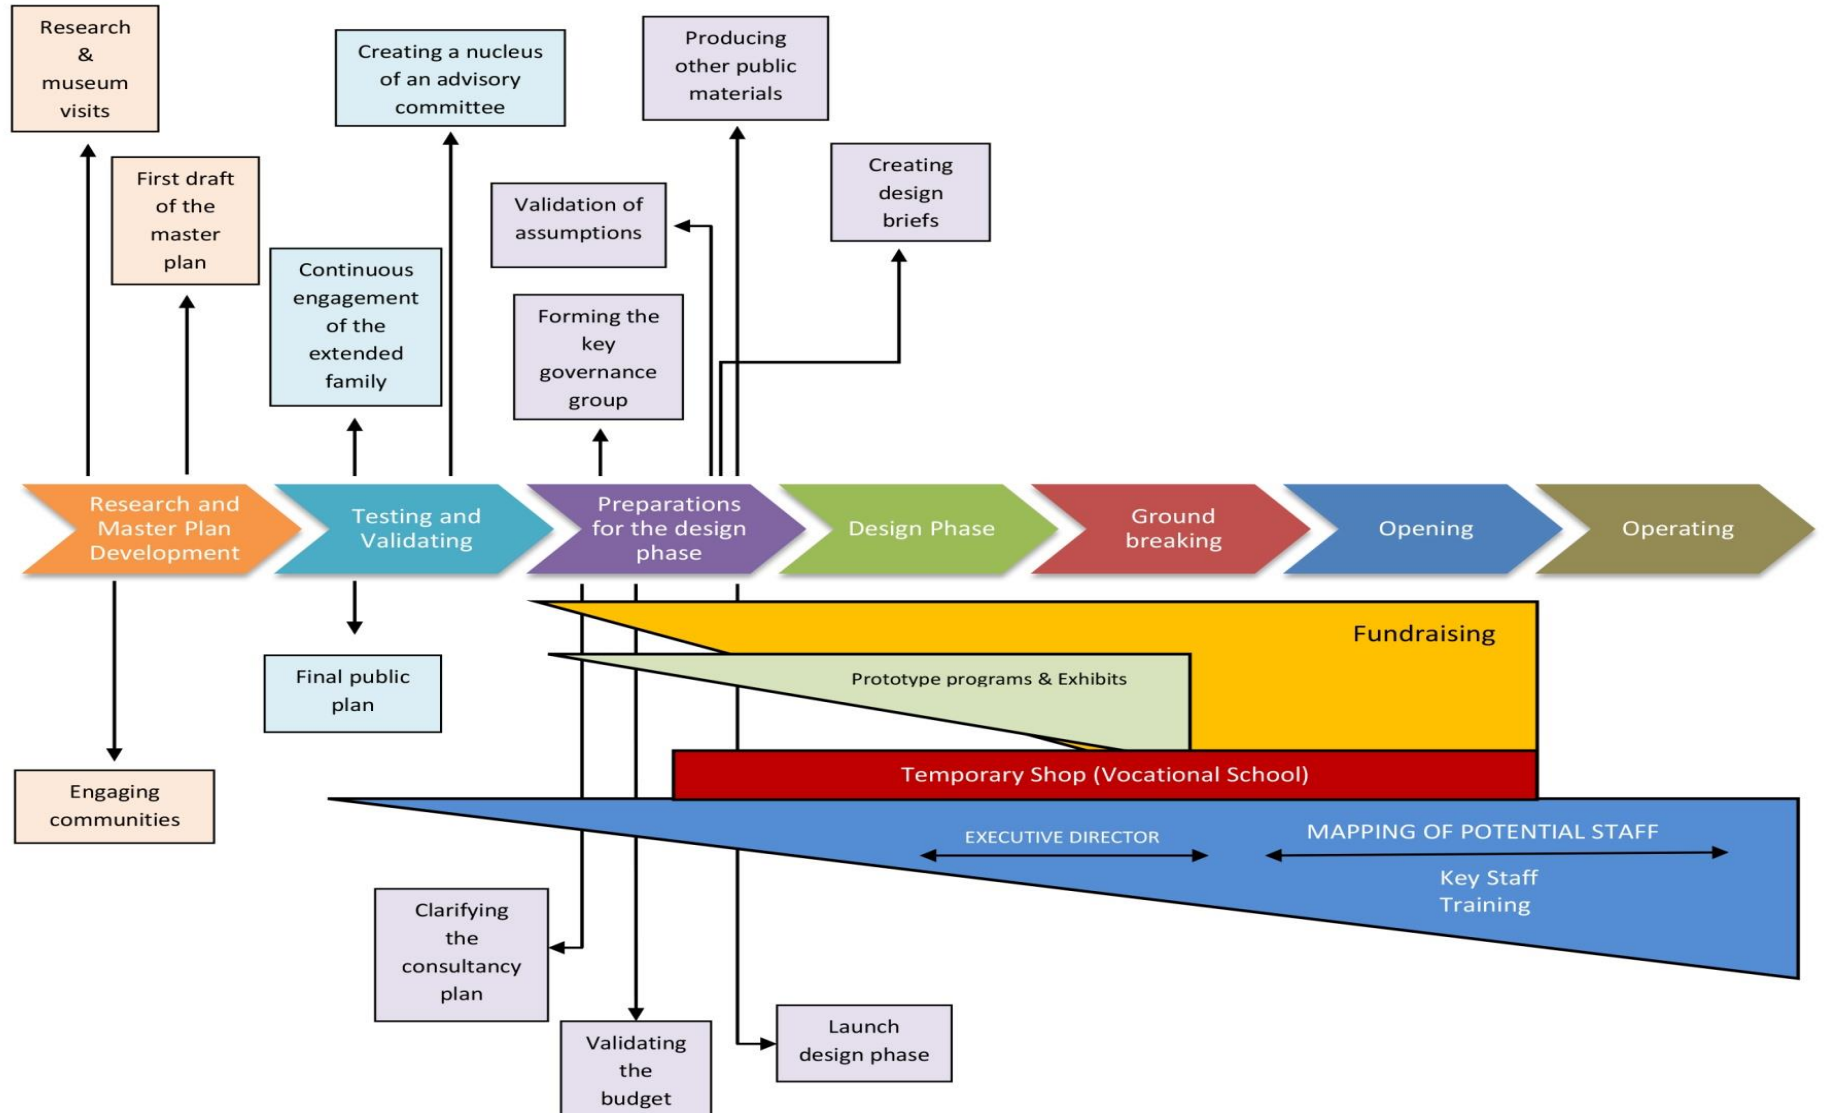 Research
&
museum
visits
First draft
of the
master
plan
Creating a nucleus
of an advisory
committee
Continuous
engagement
of the
extended
family
Producing
other public
materials
Validation of
assumptions
Creating
design
briefs
Forming the
key
governance
group
Research and
Master Plan
Development
Testing and
Validating
Preparations
for the design
phase
Design Phase
Ground
breaking
Opening
Operating
Final public
plan
Engaging
communities
Fundraising
Prototype programs & Exhibits
Temporary Shop (Vocational School)
EXECUTIVE DIRECTOR
MAPPING OF POTENTIAL STAFF
Key Staff
Training
Clarifying
the
consultancy
plan
Validating
the
budget
Launch
design phase